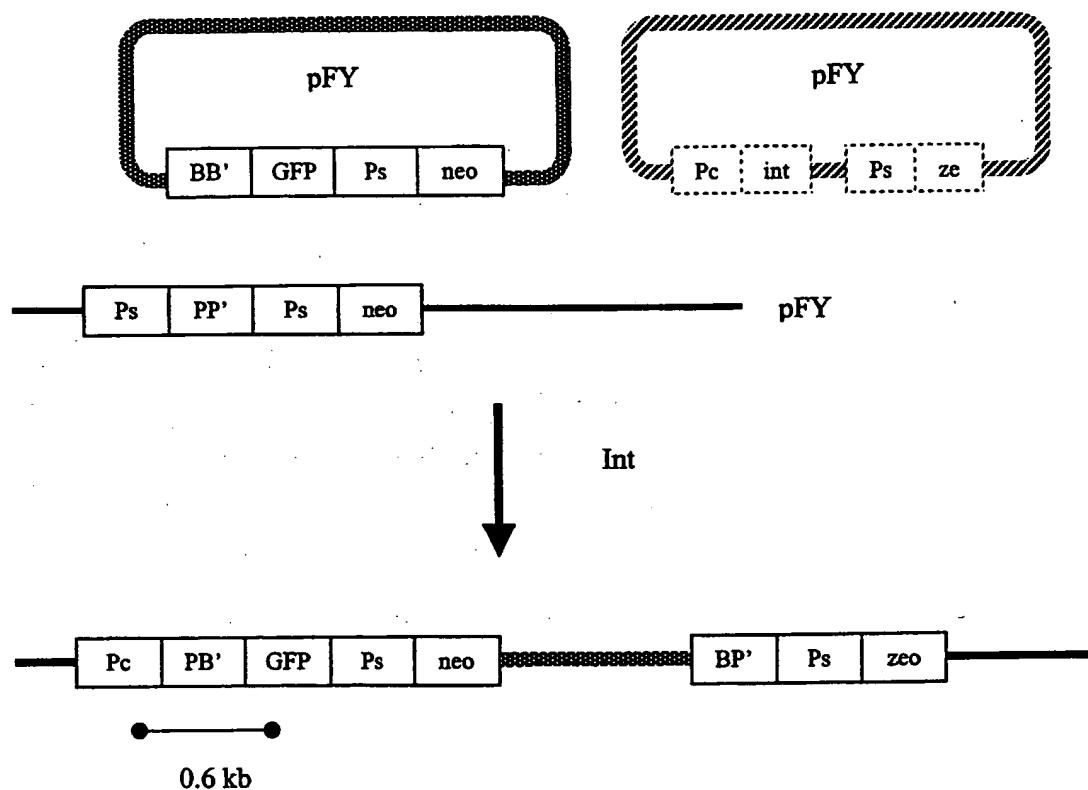 pFY
pFY
BB' GFP Ps neo
Pc int Ps ze
Ps PP' Ps neo
pFY
Int
Pc PB' GFP Ps neo BP' Ps zeo
0.6 kb